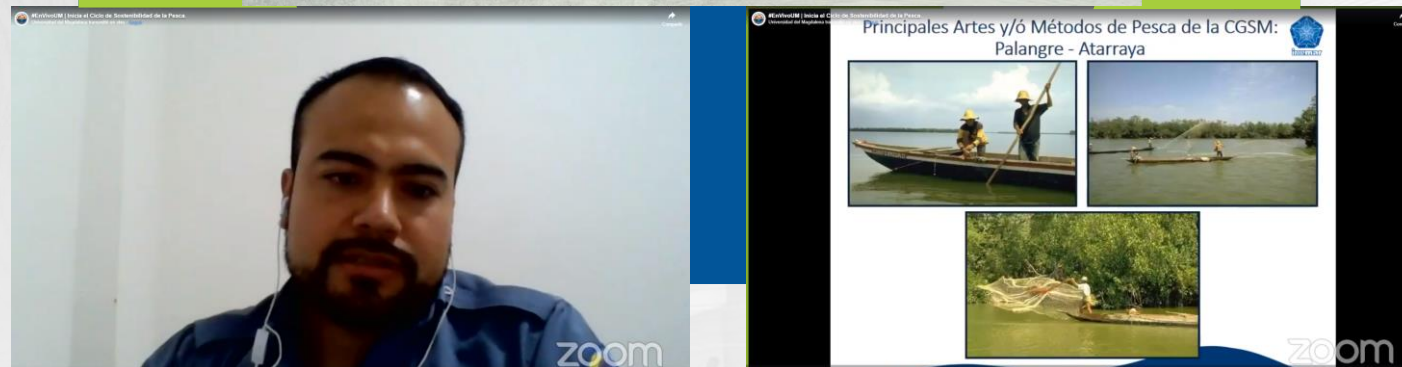 #EnVivoUM | Inicia el Ciclo de Sostenibilidad de la Pesca.
zoom
#EnVivoUM | Inicia el Ciclo de Sostenibilidad de la Pesca.
Principales Artes y/ó Métodos de Pesca de la CGSM:
Palangre - Atarraya
zoom